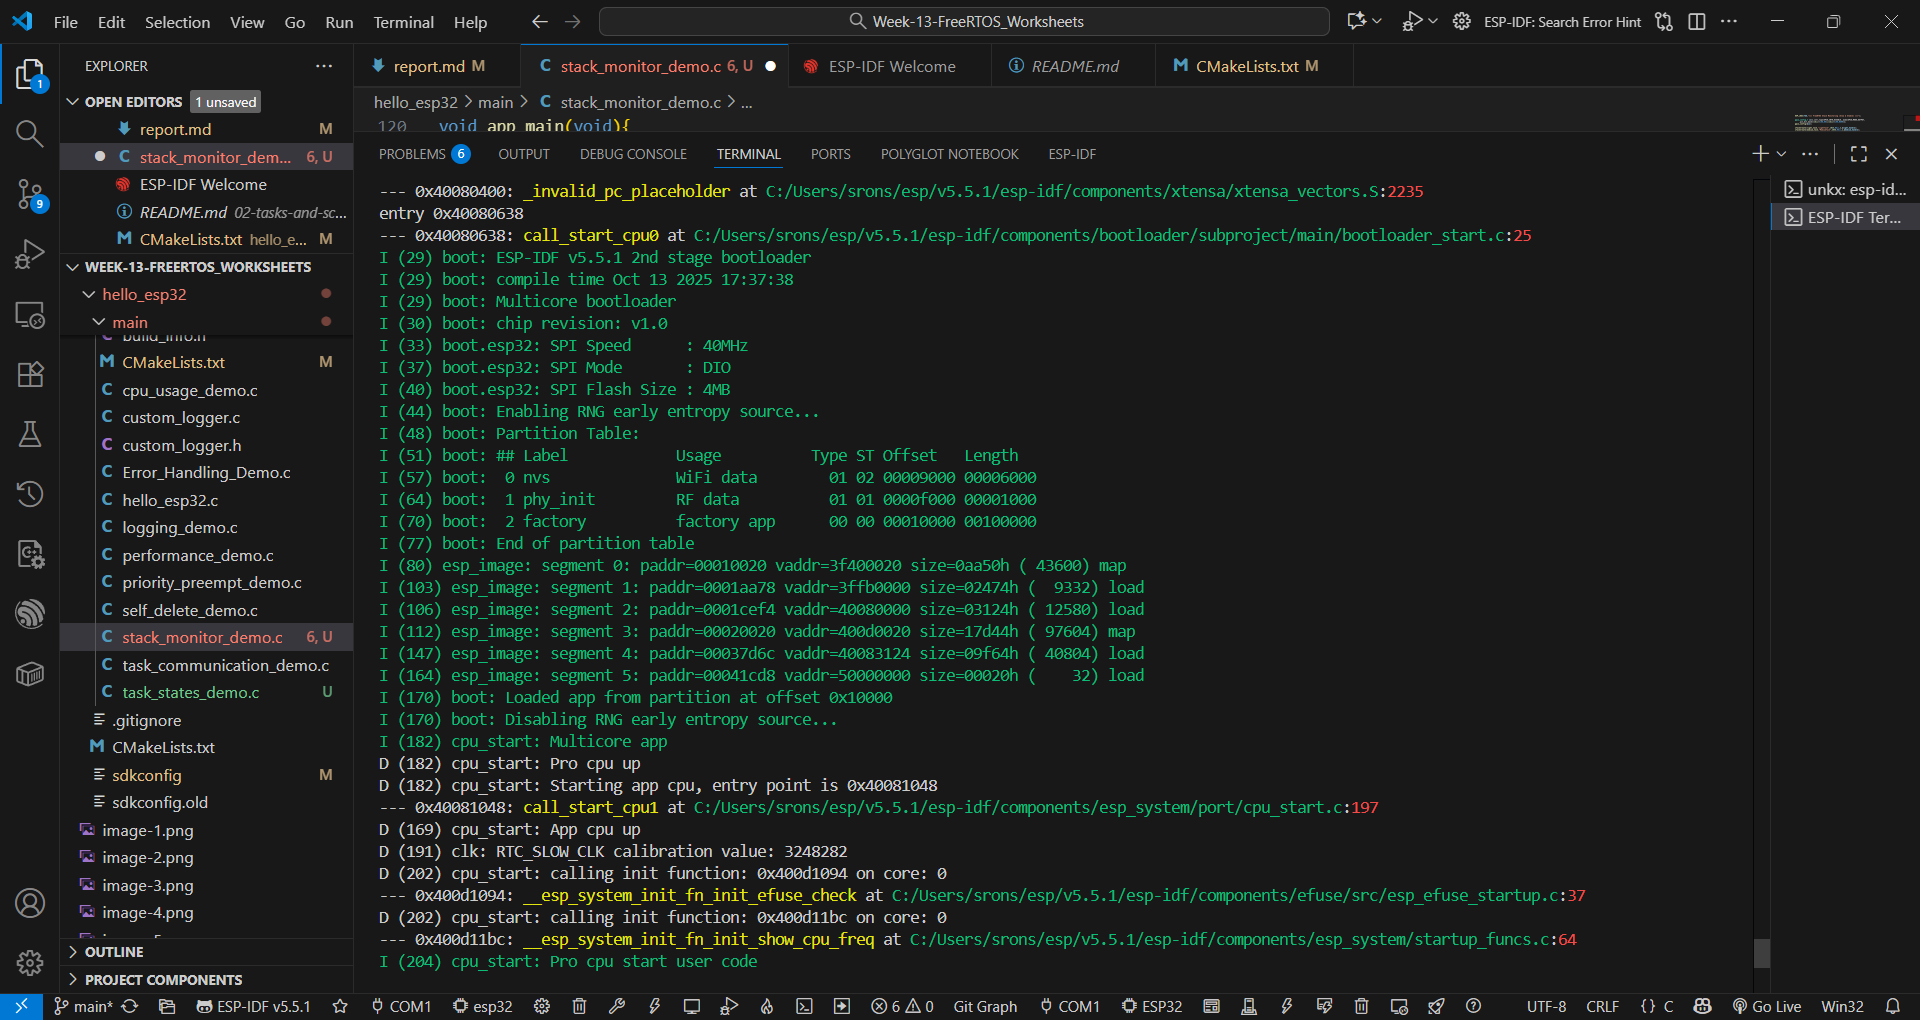 File Edit Selection View Go Run Terminal Help
Week-13-FreeRTOS_Worksheets
ESP-IDF: Search Error Hint
EXPLORER
OPEN EDITORS 1 unsaved
report.md M
stack_monitor_dem... 6, U
ESP-IDF Welcome
README.md 02-tasks-and-sc...
CMakeLists.txt hello_e... M
WEEK-13-FREERTOS_WORKSHEETS
hello_esp32
main
build_info.h
CMakeLists.txt M
cpu_usage_demo.c
custom_logger.c
custom_logger.h
Error_Handling_Demo.c
hello_esp32.c
logging_demo.c
performance_demo.c
priority_preempt_demo.c
self_delete_demo.c
stack_monitor_demo.c 6, U
task_communication_demo.c
task_states_demo.c U
.gitignore
CMakeLists.txt
sdkconfig M
sdkconfig.old
image-1.png
image-2.png
image-3.png
image-4.png
OUTLINE
PROJECT COMPONENTS
1
9
report.md M
stack_monitor_demo.c 6, U
ESP-IDF Welcome
README.md
CMakeLists.txt M
hello_esp32 > main > C stack_monitor_demo.c > ...
120 void app_main(void){
PROBLEMS 6 OUTPUT DEBUG CONSOLE TERMINAL PORTS POLYGLOT NOTEBOOK ESP-IDF
unkx: esp-id...
ESP-IDF Ter...
--- 0x40080400: _invalid_pc_placeholder at C:/Users/srons/esp/v5.5.1/esp-idf/components/xtensa/xtensa_vectors.S:2235
entry 0x40080638
--- 0x40080638: call_start_cpu0 at C:/Users/srons/esp/v5.5.1/esp-idf/components/bootloader/subproject/main/bootloader_start.c:25
I (29) boot: ESP-IDF v5.5.1 2nd stage bootloader
I (29) boot: compile time Oct 13 2025 17:37:38
I (29) boot: Multicore bootloader
I (30) boot: chip revision: v1.0
I (33) boot.esp32: SPI Speed      : 40MHz
I (37) boot.esp32: SPI Mode       : DIO
I (40) boot.esp32: SPI Flash Size : 4MB
I (44) boot: Enabling RNG early entropy source...
I (48) boot: Partition Table:
I (51) boot: ## Label            Usage          Type ST Offset   Length
I (57) boot:  0 nvs              WiFi data        01 02 00009000 00006000
I (64) boot:  1 phy_init         RF data          01 01 0000f000 00001000
I (70) boot:  2 factory          factory app      00 00 00010000 00100000
I (77) boot: End of partition table
I (80) esp_image: segment 0: paddr=00010020 vaddr=3f400020 size=0aa50h ( 43600) map
I (103) esp_image: segment 1: paddr=0001aa78 vaddr=3ffb0000 size=02474h (  9332) load
I (106) esp_image: segment 2: paddr=0001cef4 vaddr=40080000 size=03124h ( 12580) load
I (112) esp_image: segment 3: paddr=00020020 vaddr=400d0020 size=17d44h ( 97604) map
I (147) esp_image: segment 4: paddr=00037d6c vaddr=40083124 size=09f64h ( 40804) load
I (164) esp_image: segment 5: paddr=00041cd8 vaddr=50000000 size=00020h (    32) load
I (170) boot: Loaded app from partition at offset 0x10000
I (170) boot: Disabling RNG early entropy source...
I (182) cpu_start: Multicore app
D (182) cpu_start: Pro cpu up
D (182) cpu_start: Starting app cpu, entry point is 0x40081048
--- 0x40081048: call_start_cpu1 at C:/Users/srons/esp/v5.5.1/esp-idf/components/esp_system/port/cpu_start.c:197
D (169) cpu_start: App cpu up
D (191) clk: RTC_SLOW_CLK calibration value: 3248282
D (202) cpu_start: calling init function: 0x400d1094 on core: 0
--- 0x400d1094: __esp_system_init_fn_init_efuse_check at C:/Users/srons/esp/v5.5.1/esp-idf/components/efuse/src/esp_efuse_startup.c:37
D (202) cpu_start: calling init function: 0x400d11bc on core: 0
--- 0x400d11bc: __esp_system_init_fn_init_show_cpu_freq at C:/Users/srons/esp/v5.5.1/esp-idf/components/esp_system/startup_funcs.c:64
I (204) cpu_start: Pro cpu start user code
main* ESP-IDF v5.5.1 COM1 esp32 6 0 Git Graph COM1 ESP32 UTF-8 CRLF {} C Go Live Win32